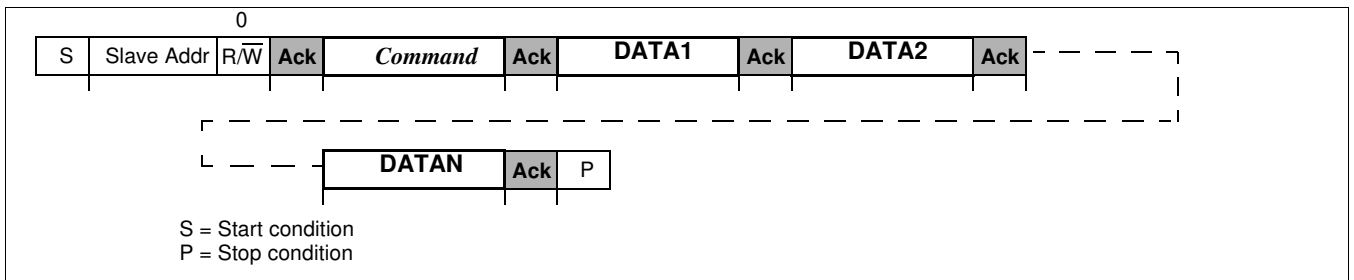 0
S Slave Addr R/W̅ Ack Command Ack DATA1 Ack DATA2 Ack
DATAN Ack P
S = Start condition
P = Stop condition